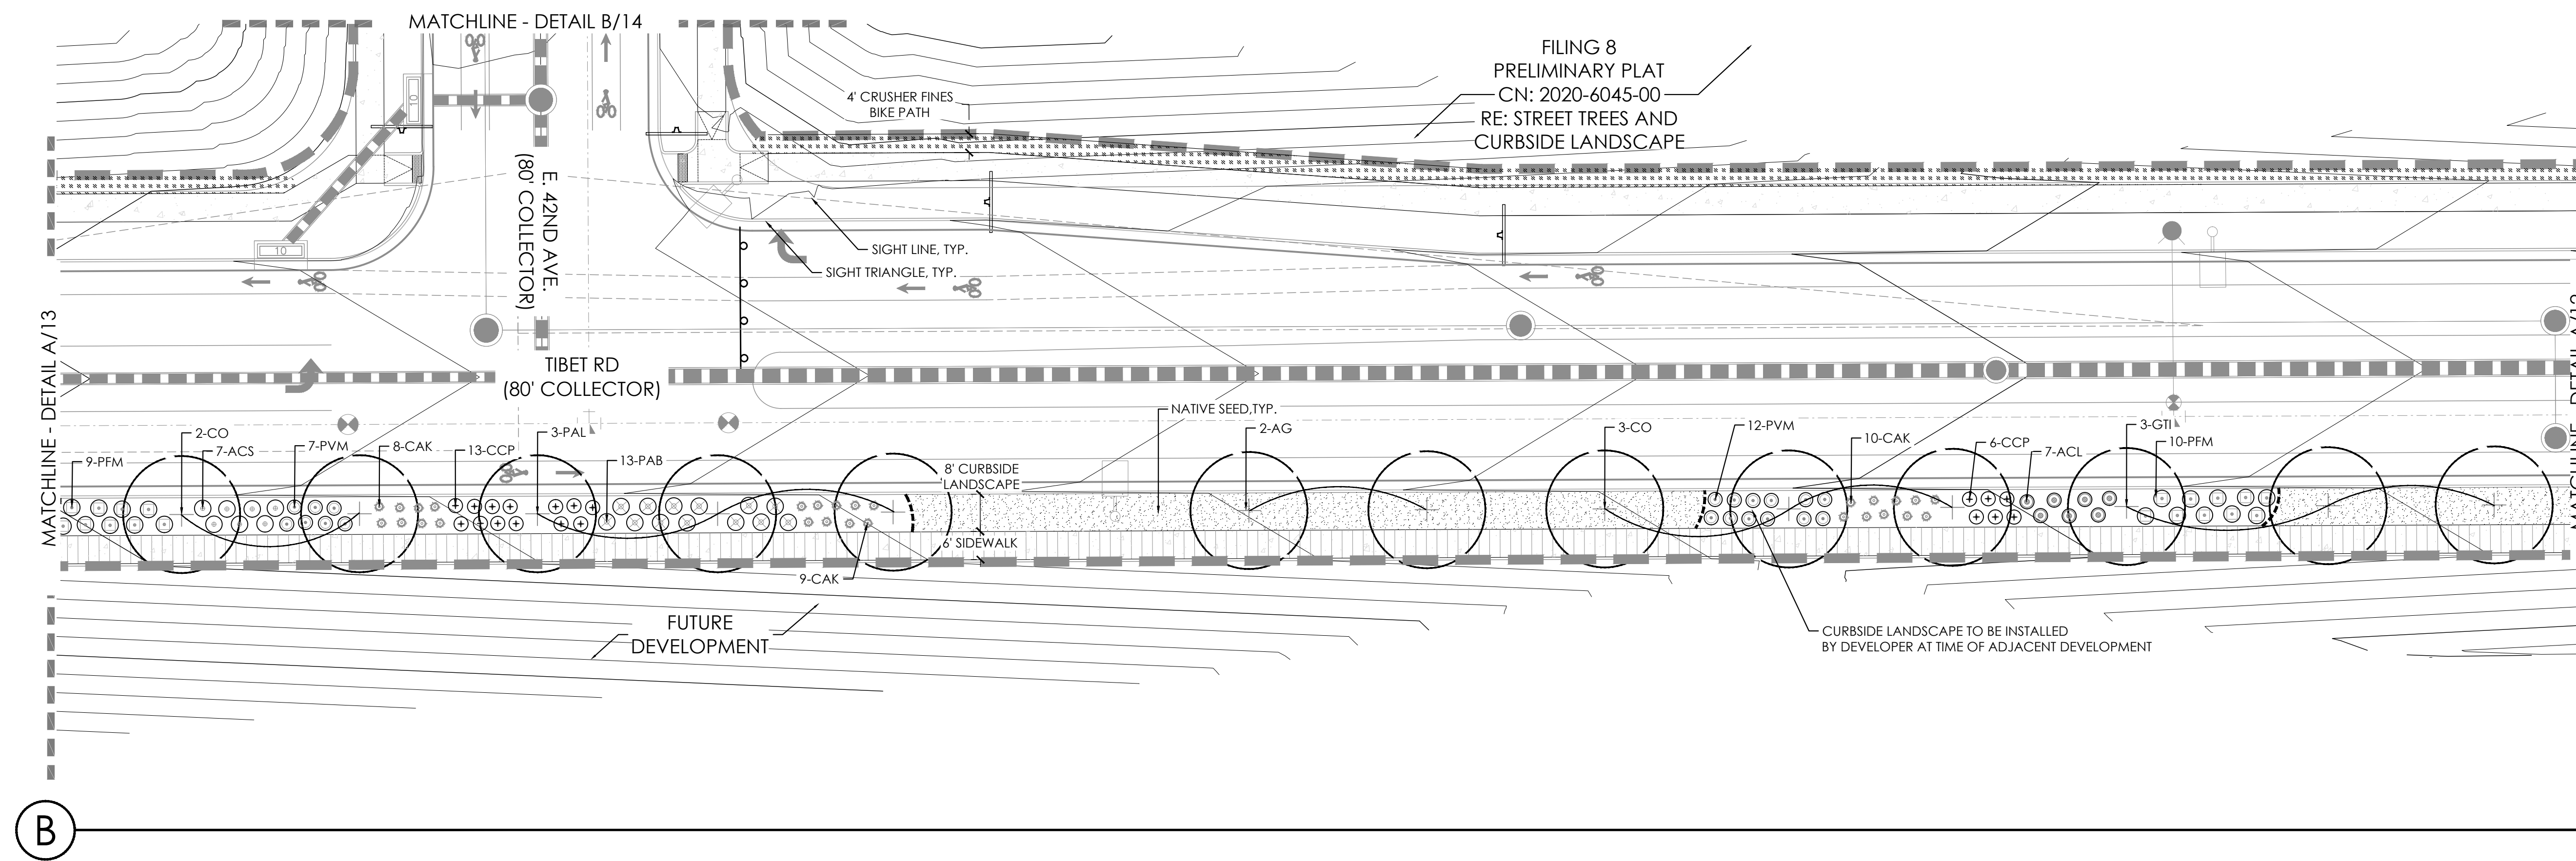 MATCHLINE - DETAIL B/14
FILING 8
PRELIMINARY PLAT
CN: 2020-6045-00
RE: STREET TREES AND
CURBSIDE LANDSCAPE
4' CRUSHER FINES
BIKE PATH
10
10
E. 42ND AVE.
(80' COLLECTOR)
SIGHT LINE, TYP.
SIGHT TRIANGLE, TYP.
MATCHLINE - DETAIL A/13
TIBET RD
(80' COLLECTOR)
NATIVE SEED,TYP.
2-CO
7-ACS
7-PVM
8-CAK
13-CCP
3-PAL
13-PAB
9-PFM
8' CURBSIDE
LANDSCAPE
2-AG
3-CO
12-PVM
10-CAK
6-CCP
7-ACL
3-GTI
10-PFM
6' SIDEWALK
9-CAK
FUTURE
DEVELOPMENT
CURBSIDE LANDSCAPE TO BE INSTALLED
BY DEVELOPER AT TIME OF ADJACENT DEVELOPMENT
B